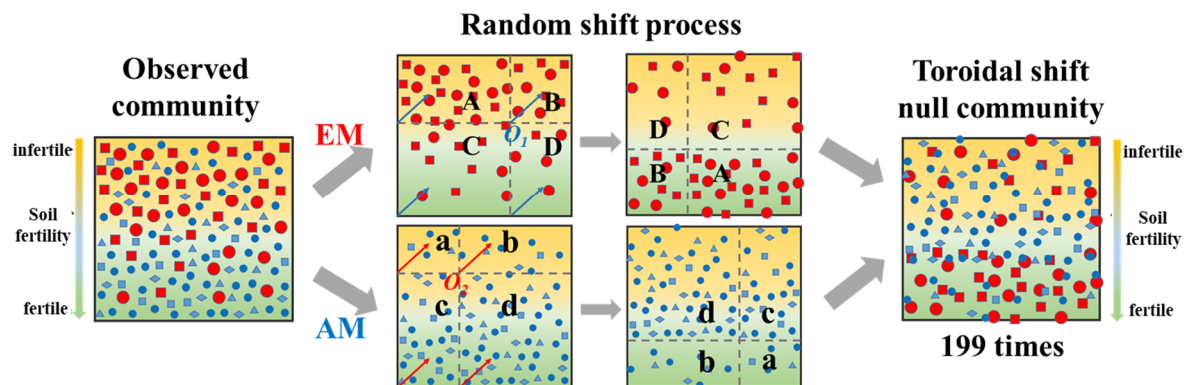 Random shift process
Observed
community
Toroidal shift
null community
EM
AM
infertile
Soil
fertility
fertile
A
B
C
D
O1
D
C
B
A
a
b
O2
c
d
d
c
b
a
infertile
Soil
fertility
fertile
199 times